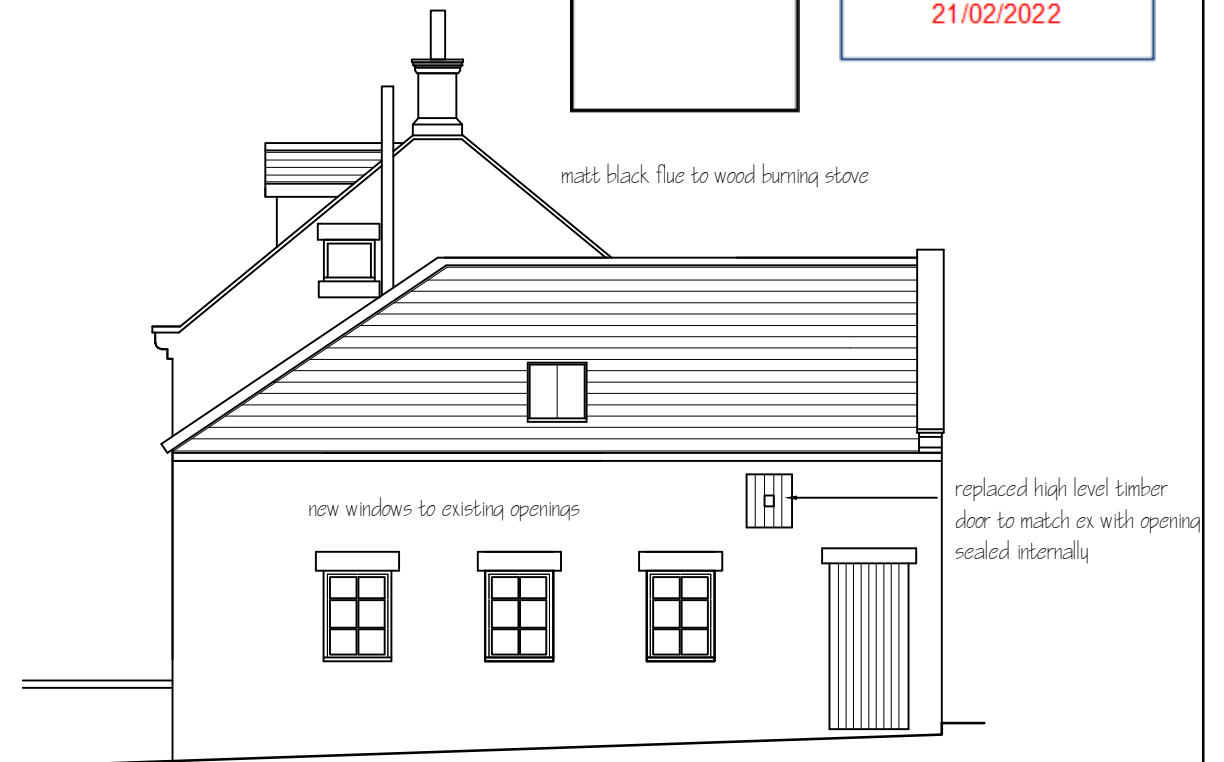 21/02/2022
matt black flue to wood burning stove
new windows to existing openings
replaced high level timber
door to match ex with opening
sealed internally